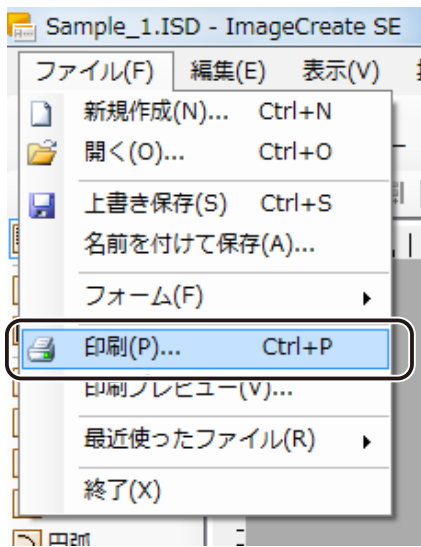 Sample_1.ISD - ImageCreate SE
ファイル(F) 編集(E) 表示(V)
新規作成(N)... Ctrl+N
開く(O)... Ctrl+O
上書き保存(S) Ctrl+S
名前を付けて保存(A)...
フォーム(F)
印刷(P)... Ctrl+P
印刷プレビュー(V)...
最近使ったファイル(R)
終了(X)
円弧